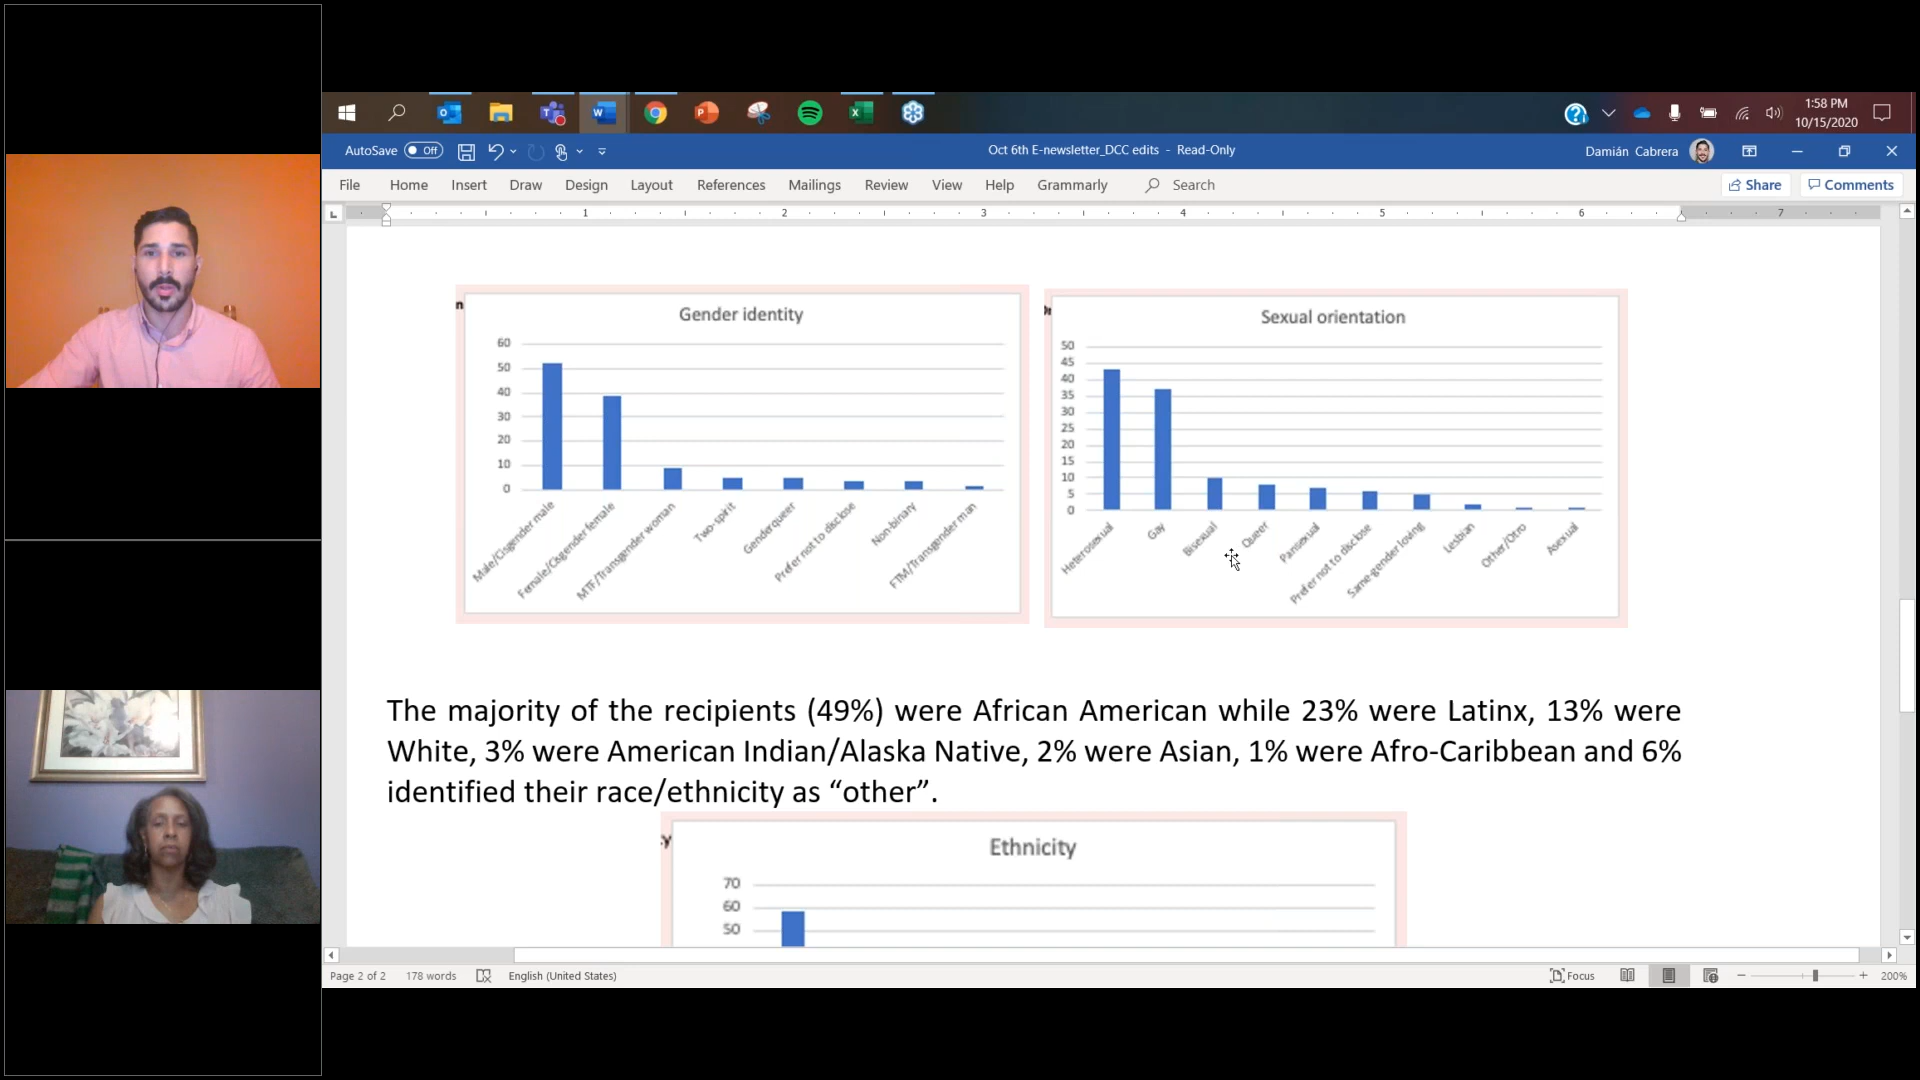 1:58 PM
10/15/2020
AutoSave Off
Oct 6th E-newsletter_DCC edits - Read-Only
Damián Cabrera
File Home Insert Draw Design Layout References Mailings Review View Help Grammarly Search Share Comments
1 2 3 4 5 6 7
Gender identity
60
50
40
30
20
10
0
Male/Cisgender male
Female/Cisgender female
MTF/Transgender woman
Two-spirit
Genderqueer
Prefer not to disclose
Non-binary
FTM/Transgender man
Sexual orientation
50
45
40
35
30
25
20
15
10
5
0
Heterosexual
Gay
Bisexual
Queer
Pansexual
Prefer not to disclose
Same-gender loving
Lesbian
Other/Otro
Asexual
The majority of the recipients (49%) were African American while 23% were Latinx, 13% were
White, 3% were American Indian/Alaska Native, 2% were Asian, 1% were Afro-Caribbean and 6%
identified their race/ethnicity as “other”.
Ethnicity
70
60
50
Page 2 of 2 178 words English (United States) Focus 200%